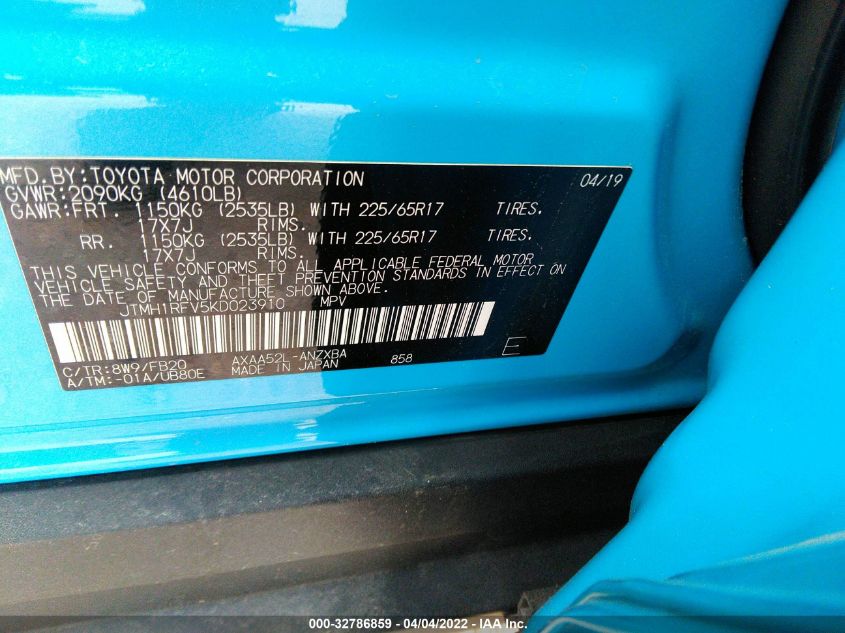 MFD. BY: TOYOTA MOTOR CORPORATION 04/19
GVWR: 2090KG (4610LB)
GAWR: FRT. 1150KG (2535LB) WITH 225/65R17 TIRES.
17X7J RIMS.
RR. 1150KG (2535LB) WITH 225/65R17 TIRES.
17X7J RIMS.
THIS VEHICLE CONFORMS TO ALL APPLICABLE FEDERAL MOTOR
VEHICLE SAFETY AND THEFT PREVENTION STANDARDS IN EFFECT ON
THE DATE OF MANUFACTURE SHOWN ABOVE.
JTMH1RFV5KD023910 MPV
C/TR: 8W9/FB20 AXAA52L-ANZXBA 858 E
A/TM: -01A/UB80E MADE IN JAPAN
000-32786859 - 04/04/2022 - IAA Inc.